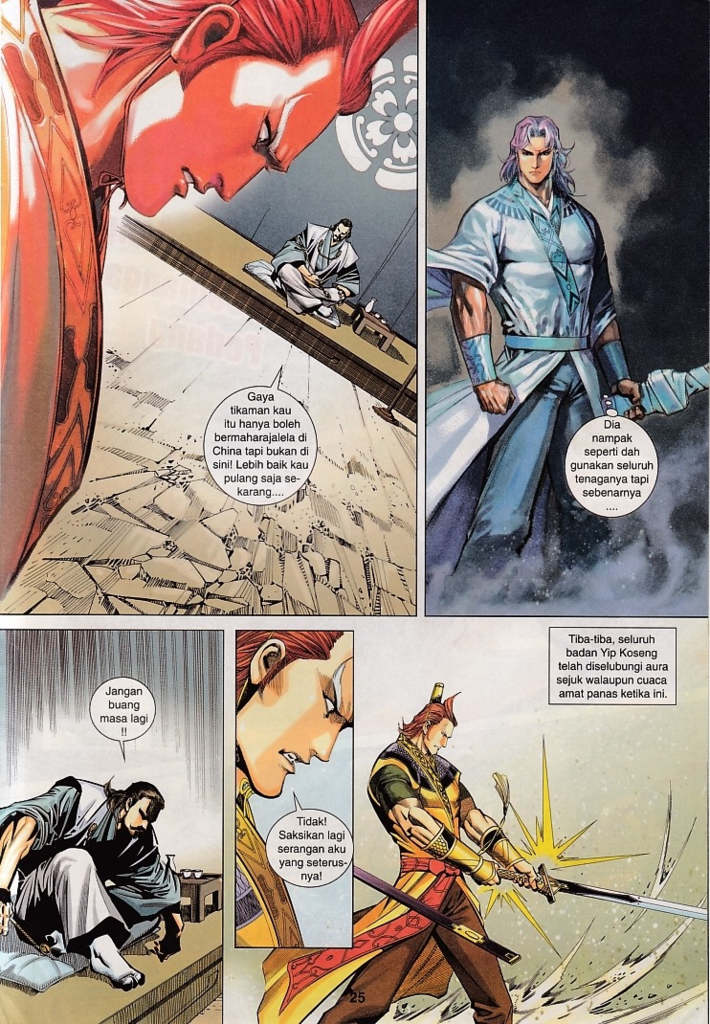 Gaya
tikaman kau
itu hanya boleh
bermaharajalela di
China tapi bukan di
sini! Lebih baik kau
pulang saja se-
karang....
Dia
nampak
seperti dah
gunakan seluruh
tenaganya tapi
sebenarnya
....
Jangan
buang
masa lagi
!!
Tidak!
Saksikan lagi
serangan aku
yang seterus-
nya!
Tiba-tiba, seluruh
badan Yip Koseng
telah diselubungi aura
sejuk walaupun cuaca
amat panas ketika ini.
25